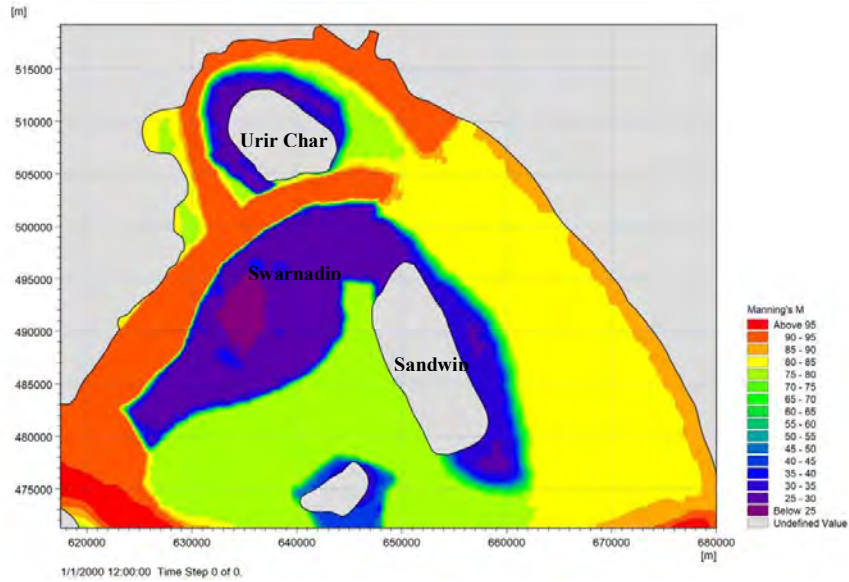 [m]
515000
510000
505000
500000
495000
490000
485000
480000
475000
Urir Char
Swarnadip
Sandwip
620000 630000 640000 650000 660000 670000 680000
[m]
1/1/2000 12:00:00 Time Step 0 of 0.
Manning's M
Above 95
90 - 95
85 - 90
80 - 85
75 - 80
70 - 75
65 - 70
60 - 65
55 - 60
50 - 55
45 - 50
40 - 45
35 - 40
30 - 35
25 - 30
Below 25
Undefined Value